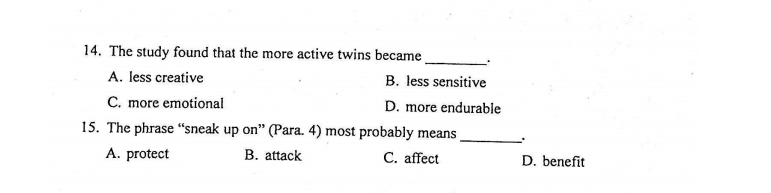 14. The study found that the more active twins became ________.
A. less creative B. less sensitive
C. more emotional D. more endurable
15. The phrase “sneak up on” (Para. 4) most probably means ________.
A. protect B. attack C. affect D. benefit